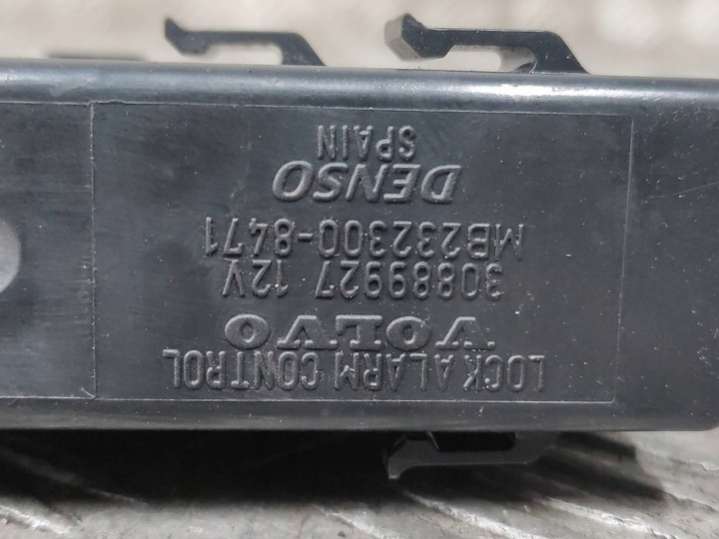 LOCK ALARM CONTROL
VOLVO
30889927 12V
MB232300-8471
DENSO
SPAIN